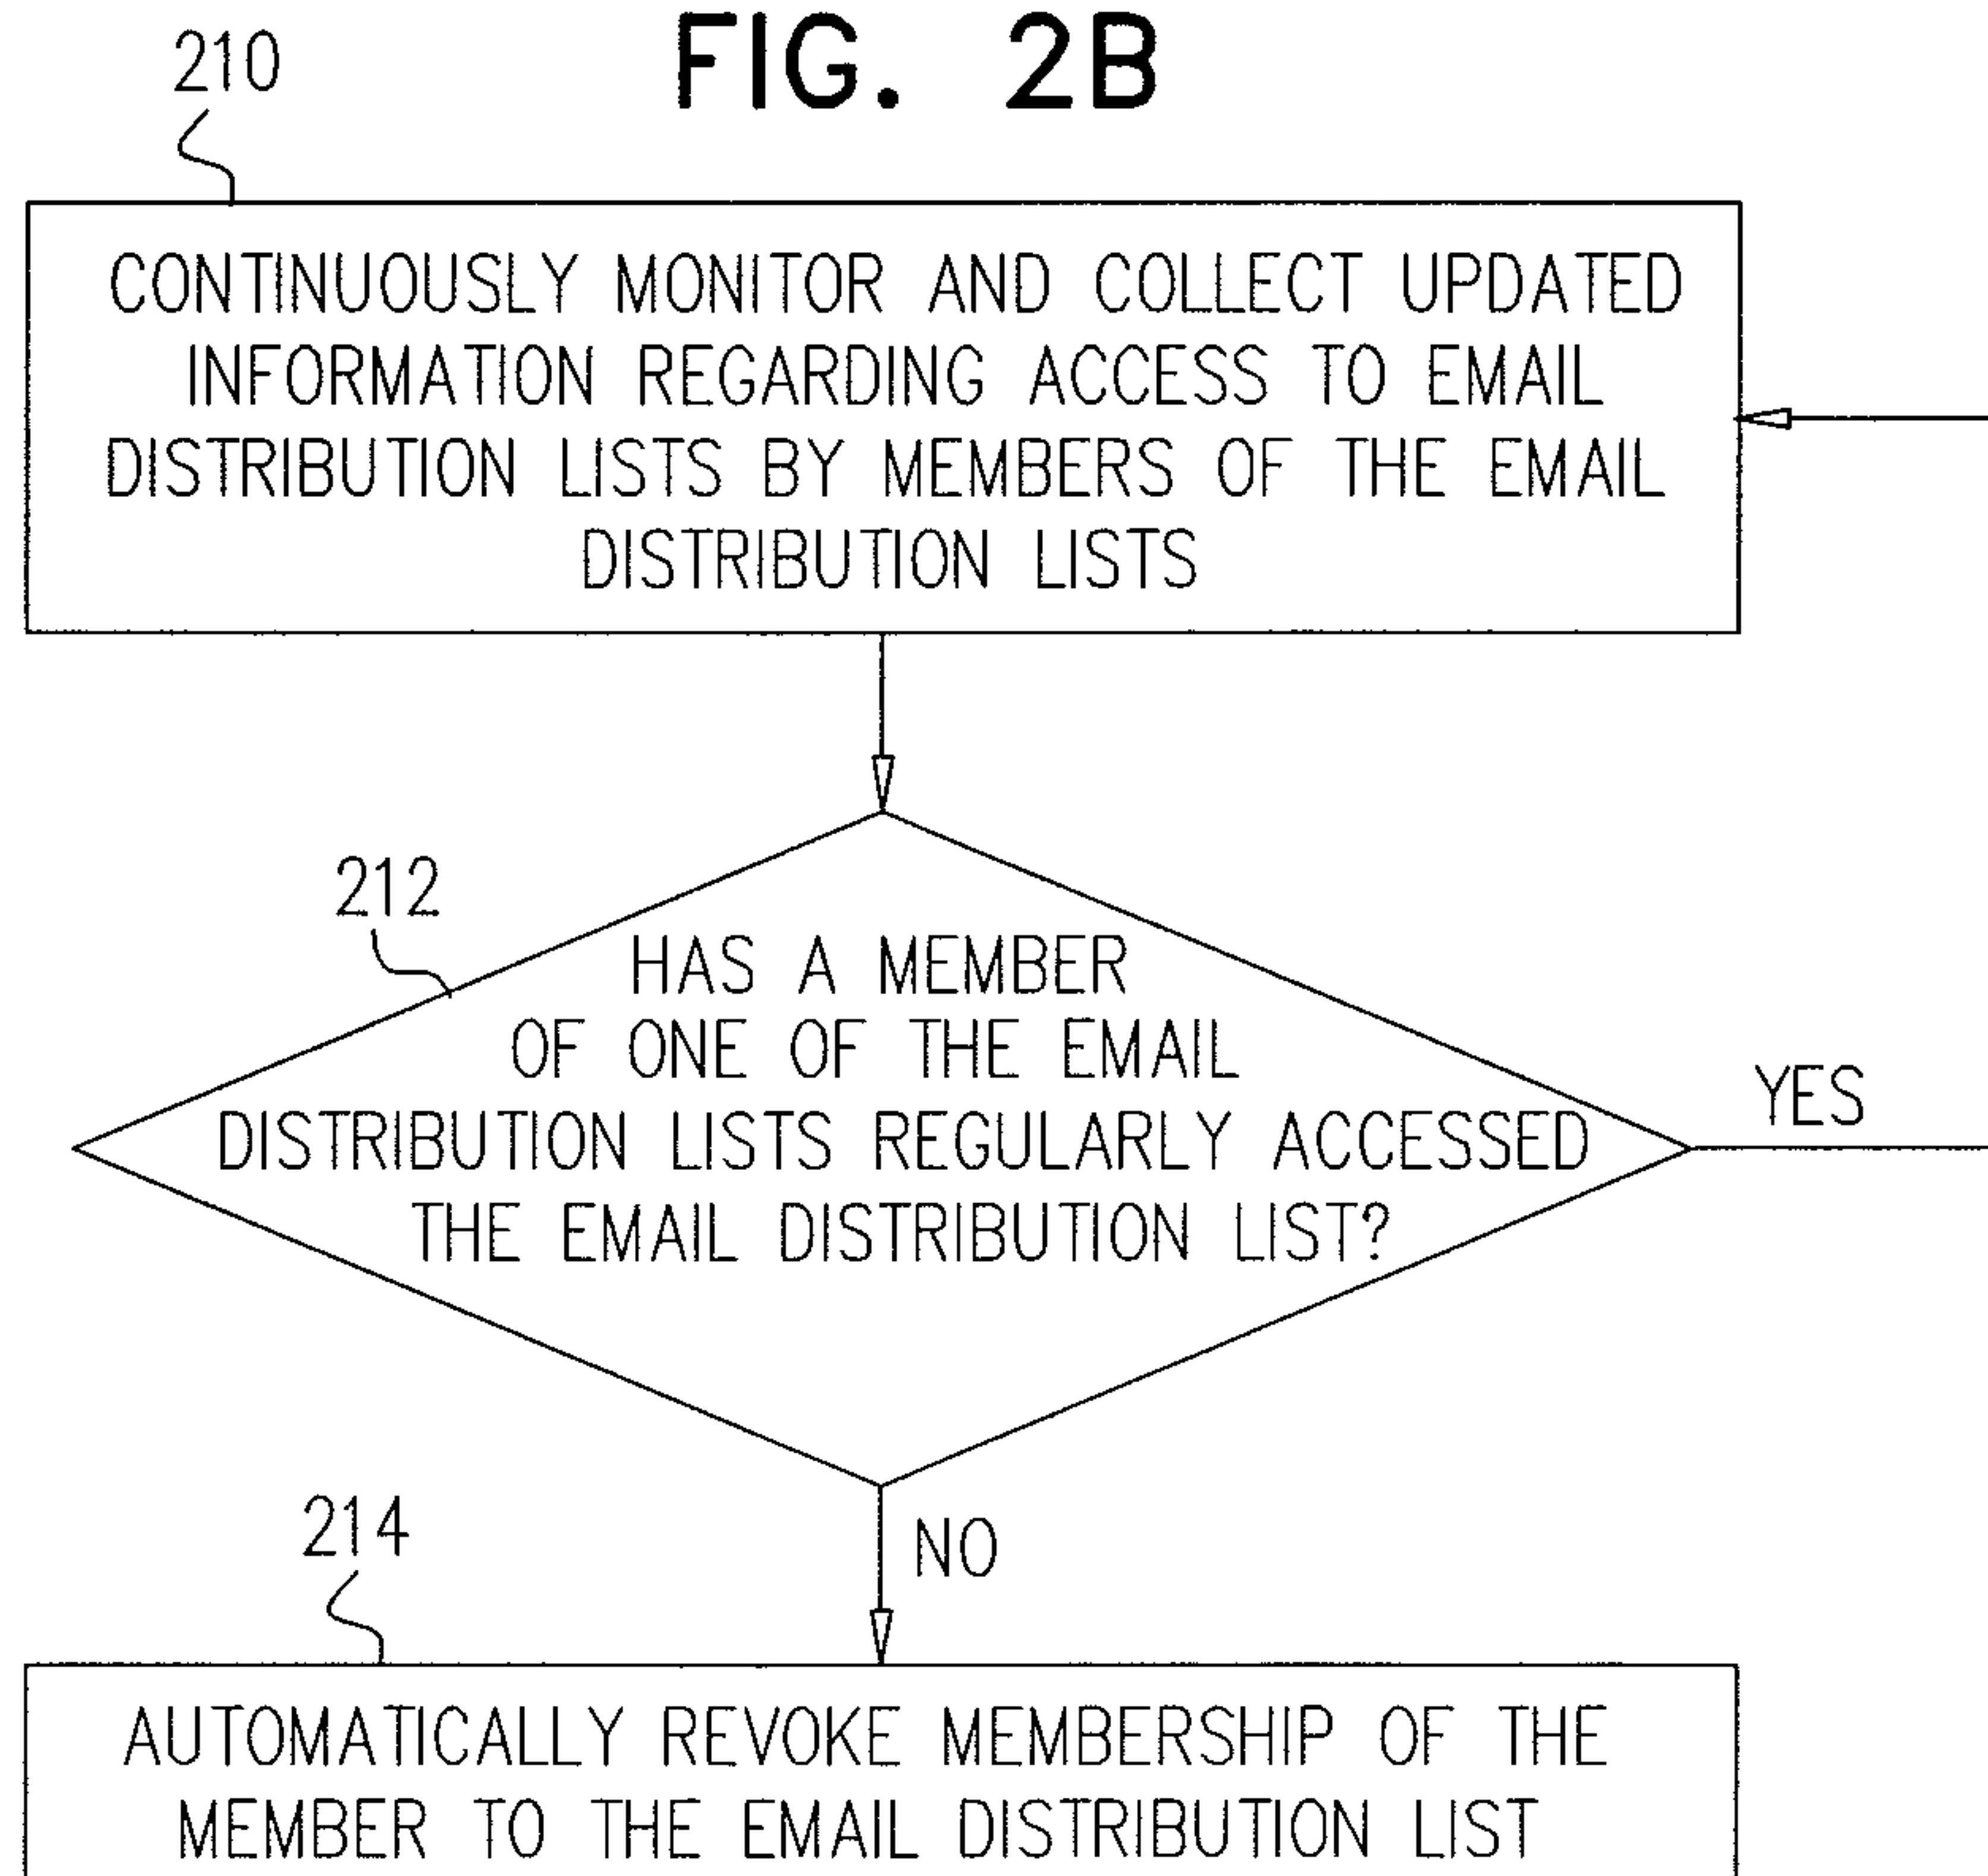 FIG. 2B
210
CONTINUOUSLY MONITOR AND COLLECT UPDATED
INFORMATION REGARDING ACCESS TO EMAIL
DISTRIBUTION LISTS BY MEMBERS OF THE EMAIL
DISTRIBUTION LISTS
212
HAS A MEMBER
OF ONE OF THE EMAIL
DISTRIBUTION LISTS REGULARLY ACCESSED
THE EMAIL DISTRIBUTION LIST?
YES
NO
214
AUTOMATICALLY REVOKE MEMBERSHIP OF THE
MEMBER TO THE EMAIL DISTRIBUTION LIST